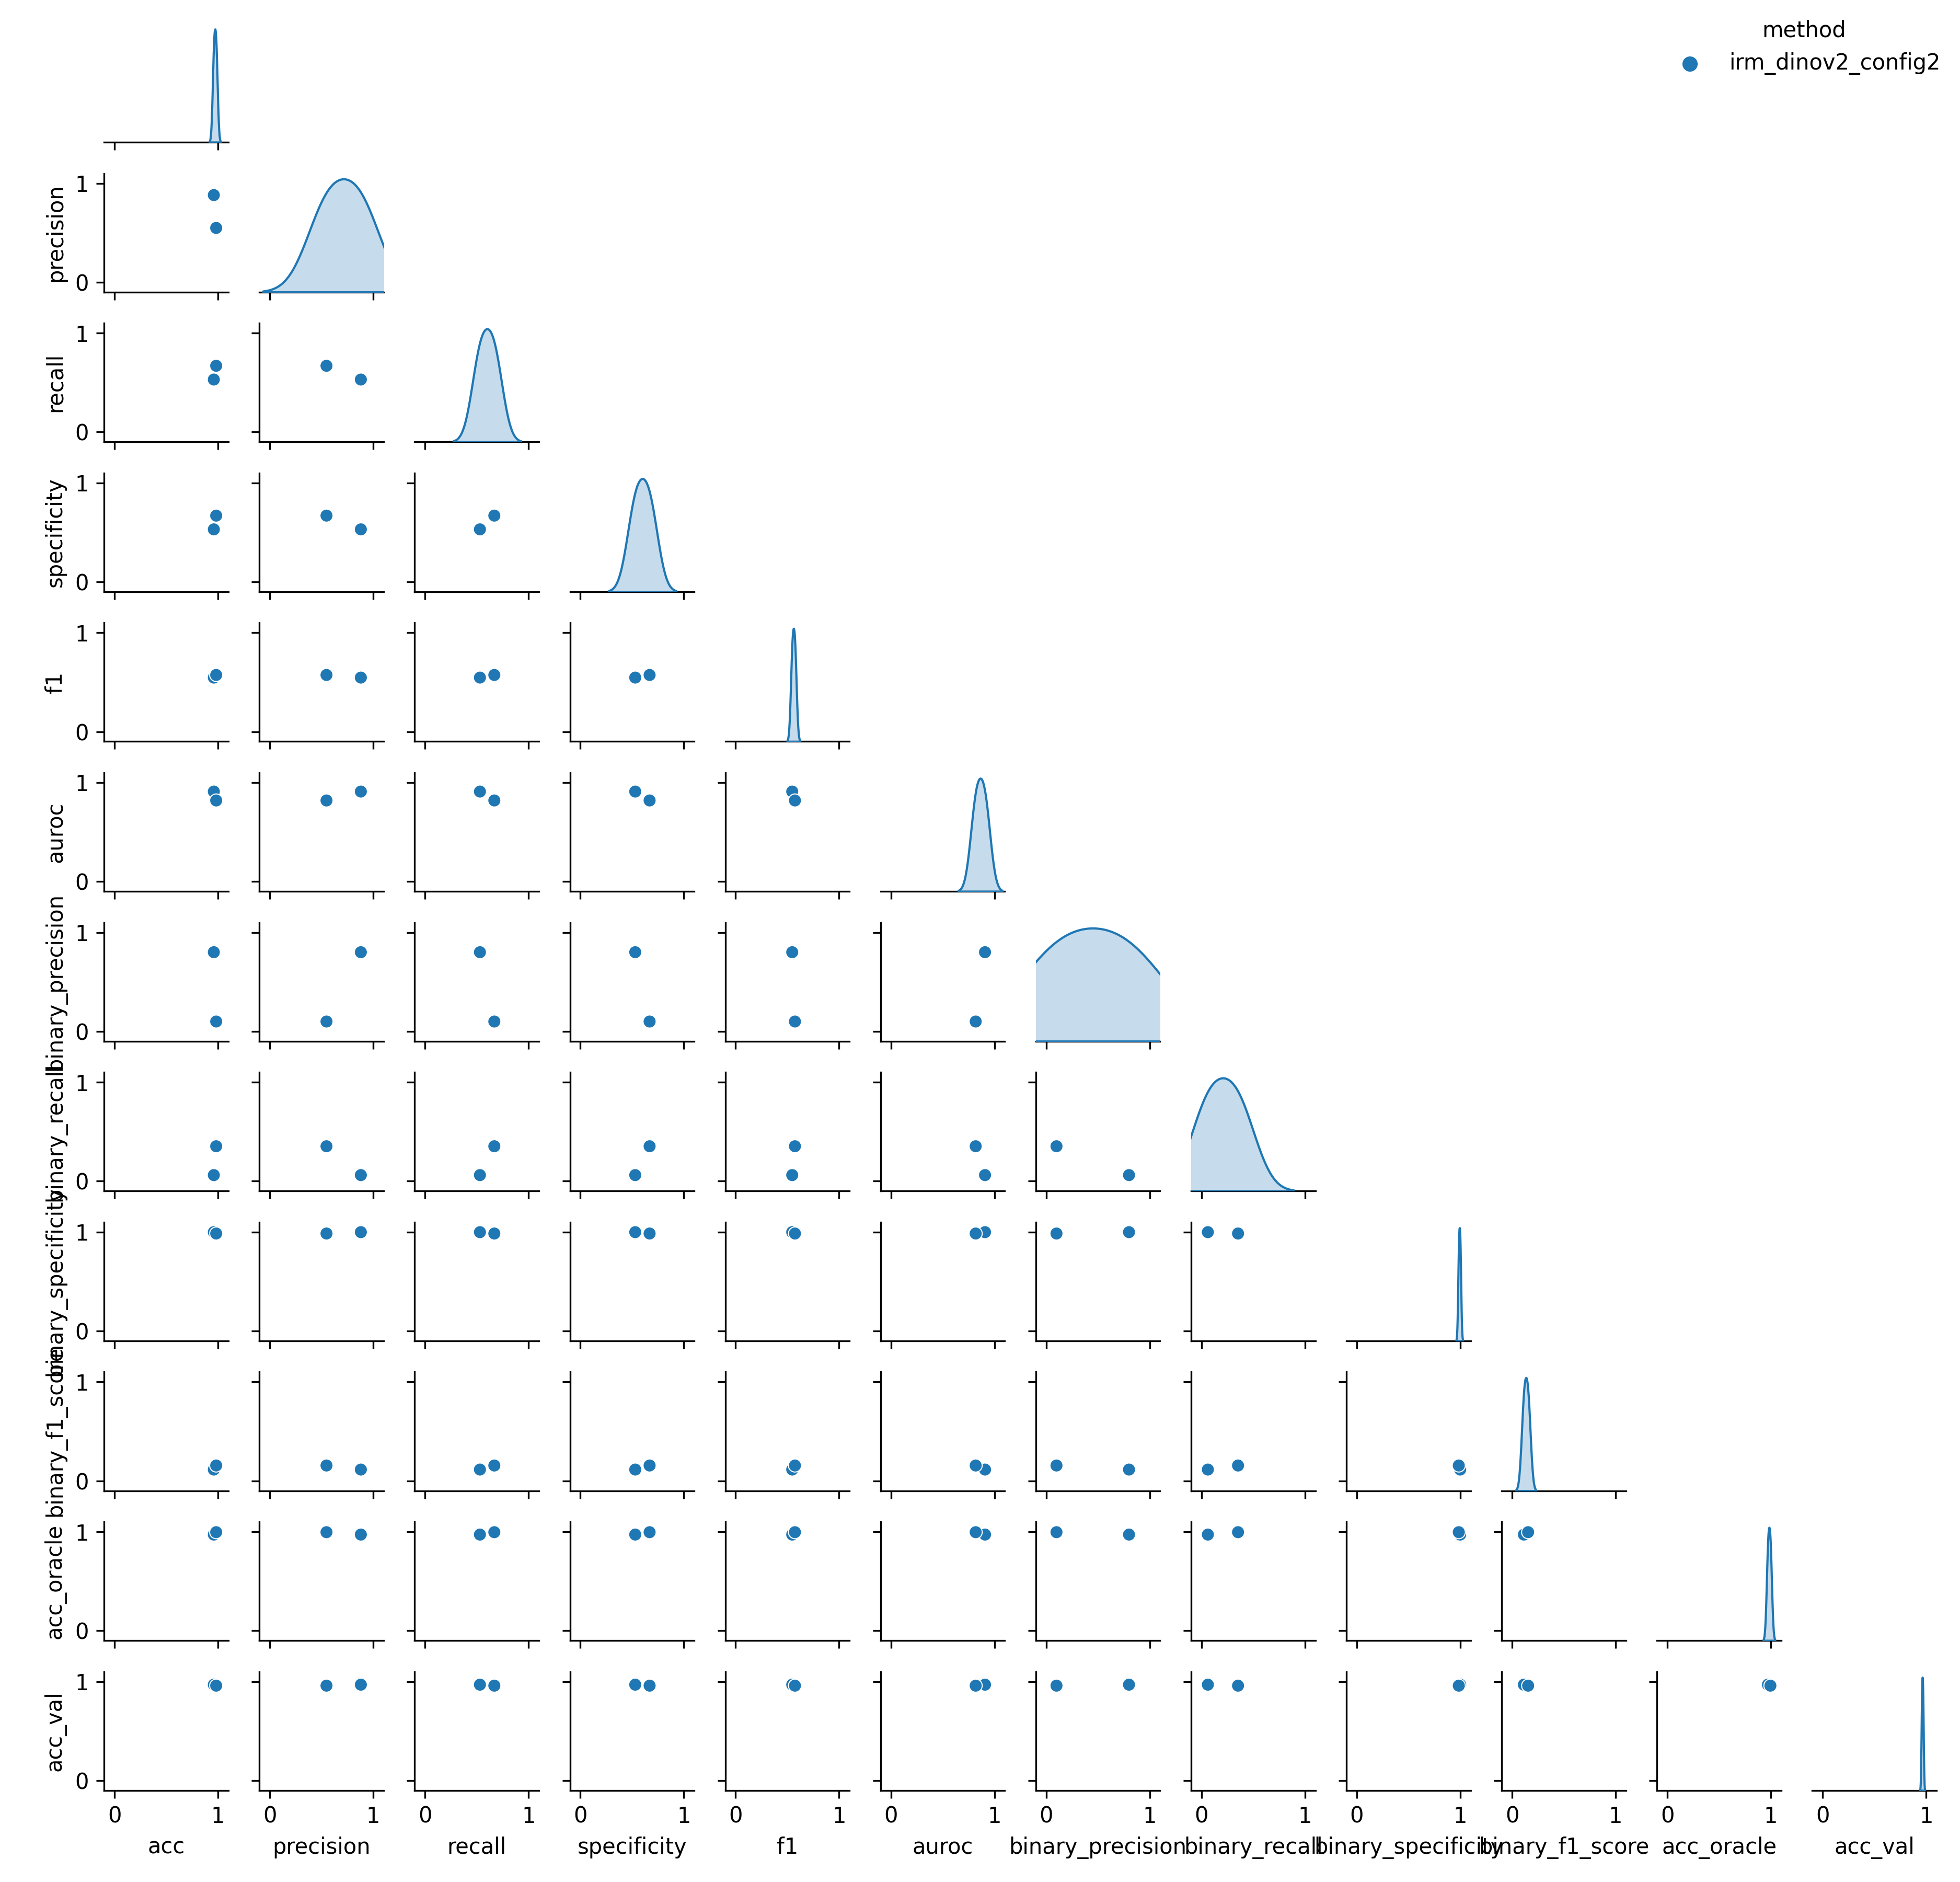 method
irm_dinov2_config2
precision
1
0
recall
1
0
specificity
1
0
f1
1
0
auroc
1
0
binary_precision
1
0
binary_recall
1
0
binary_specificity
1
0
binary_f1_score
1
0
acc_oracle
1
0
acc_val
1
0
0 1 0 1 0 1 0 1 0 1 0 1 0 1 0 1 0 1 0 1 0 1 0 1
acc precision recall specificity f1 auroc binary_precision binary_recall binary_specificity binary_f1_score acc_oracle acc_val